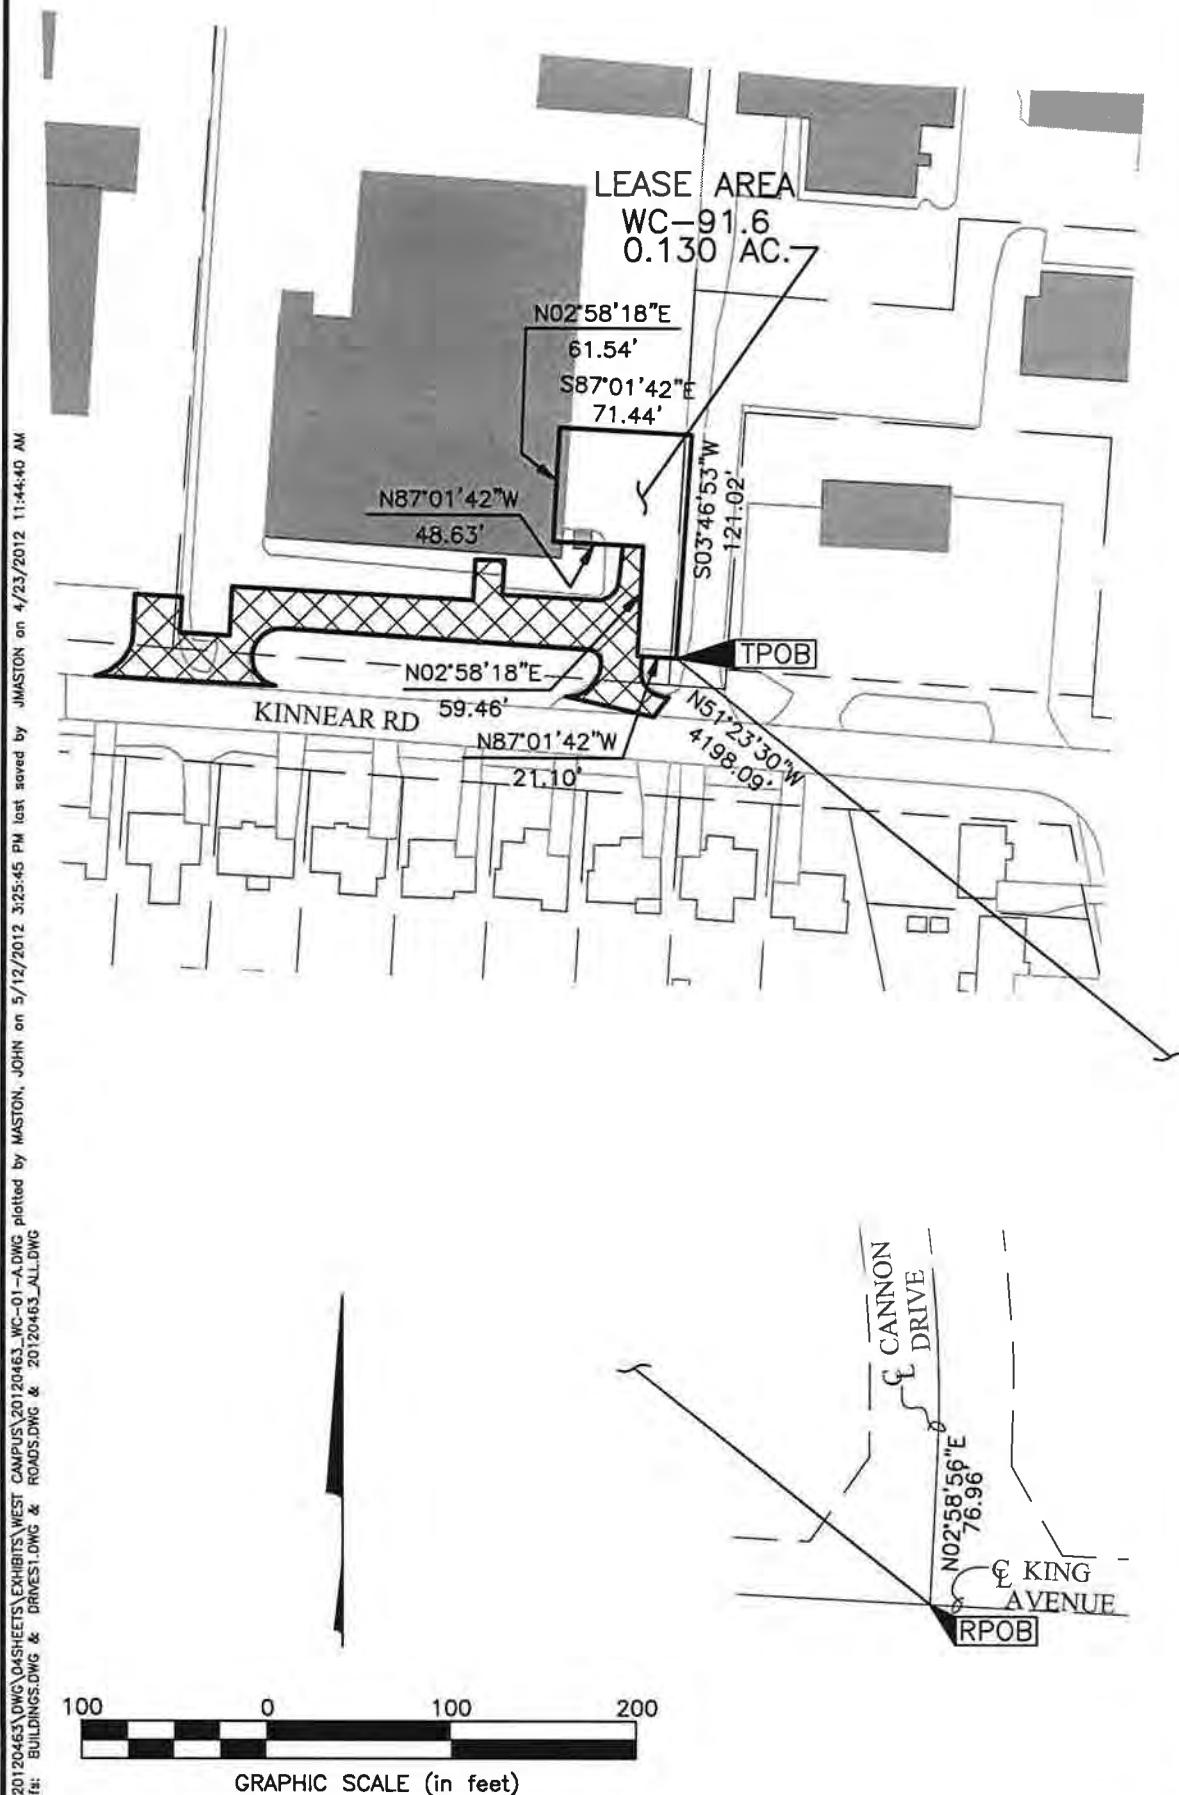 LEASE AREA
WC-91.6
0.130 AC.
N02°58'18"E
61.54'
S87°01'42"E
71.44'
N87°01'42"W
48.63'
S03°46'53"W
121.02'
TPOB
N02°58'18"E
59.46'
KINNEAR RD
N87°01'42"W
21.10'
N51°23'30"W
4198.09'
℄ CANNON
DRIVE
N02°58'56"E
76.96'
℄ KING
AVENUE
RPOB
100 0 100 200
GRAPHIC SCALE (in feet)
20120463\DWG\04SHEETS\EXHIBITS\WEST CAMPUS\20120463_WC-01-A.DWG plotted by MASTON, JOHN on 5/12/2012 3:25:45 PM last saved by JMASTON on 4/23/2012 11:44:40 AM
fs: BUILDINGS.DWG & DRIVES1.DWG & ROADS.DWG & 20120463_ALL.DWG